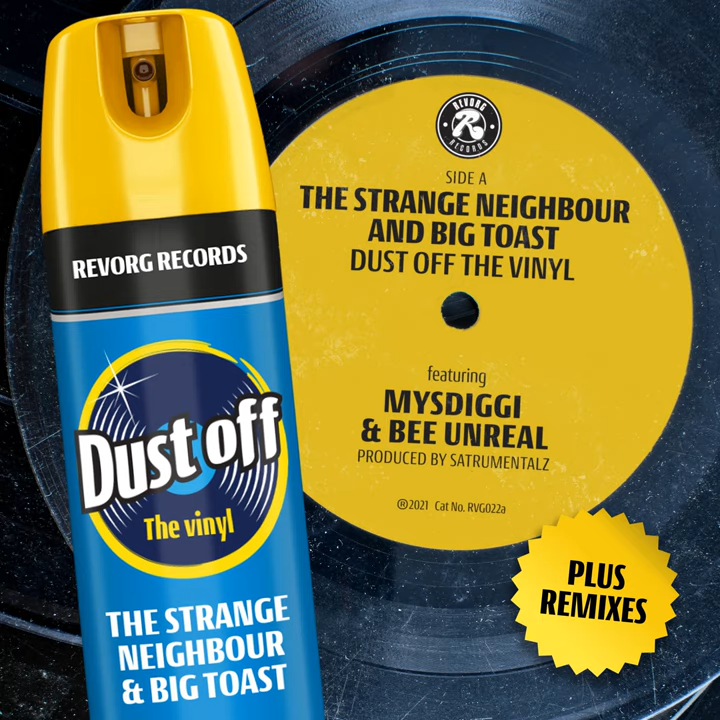 REVORG RECORDS
Dust off
The vinyl
THE STRANGE
NEIGHBOUR
& BIG TOAST
REVORG
R
RECORDS
SIDE A
THE STRANGE NEIGHBOUR
AND BIG TOAST
DUST OFF THE VINYL
featuring
MYSDIGGI
& BEE UNREAL
PRODUCED BY SATRUMENTALZ
®2021 Cat No. RVG022a
PLUS
REMIXES